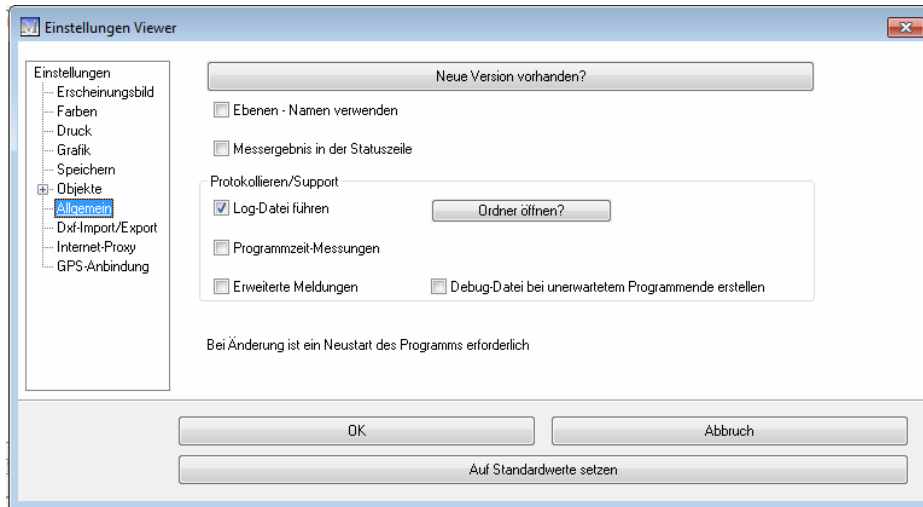 Einstellungen Viewer
Einstellungen
Erscheinungsbild
Farben
Druck
Grafik
Speichern
Objekte
Allgemein
Dxf-Import/Export
Internet-Proxy
GPS-Anbindung
Neue Version vorhanden?
Ebenen - Namen verwenden
Messergebnis in der Statuszeile
Protokollieren/Support
Log-Datei führen
Ordner öffnen?
Programmzeit-Messungen
Erweiterte Meldungen
Debug-Datei bei unerwartetem Programmende erstellen
Bei Änderung ist ein Neustart des Programms erforderlich
OK
Abbruch
Auf Standardwerte setzen